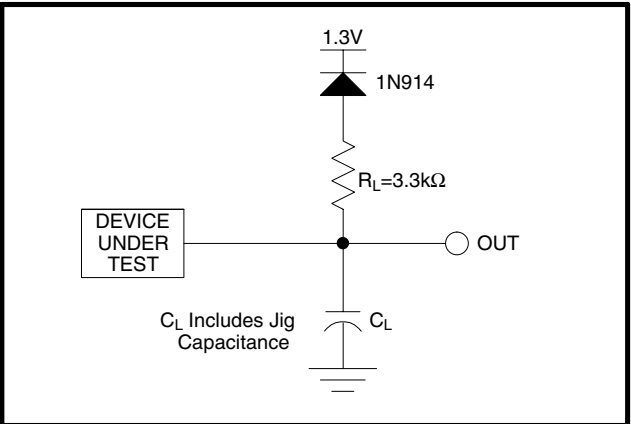 1.3V
1N914
R_L=3.3kΩ
DEVICE
UNDER
TEST
OUT
C_L Includes Jig
Capacitance
C_L